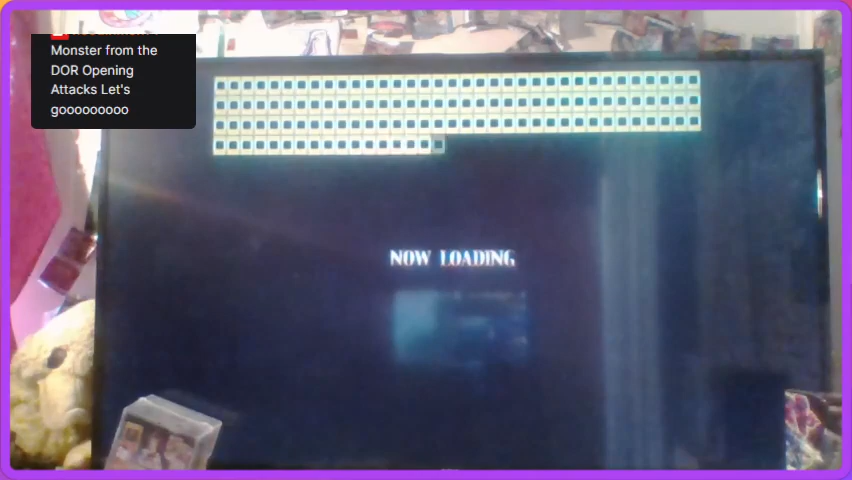 Monster from the
DOR Opening
Attacks Let's
gooooooooo
NOW LOADING